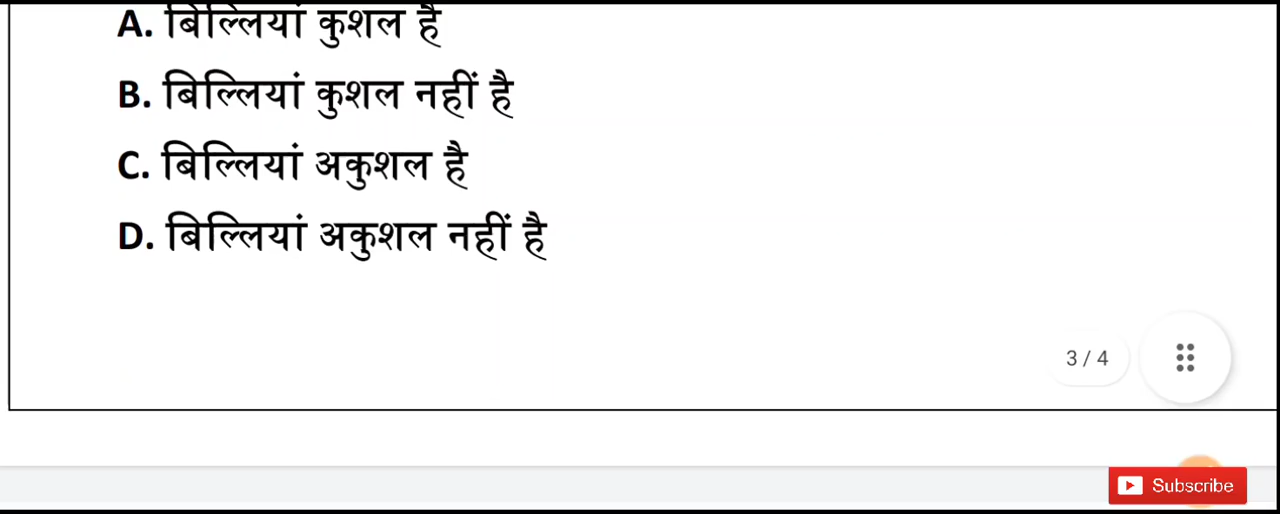 A. बिल्लियां कुशल है
B. बिल्लियां कुशल नहीं है
C. बिल्लियां अकुशल है
D. बिल्लियां अकुशल नहीं है
3 / 4
Subscribe